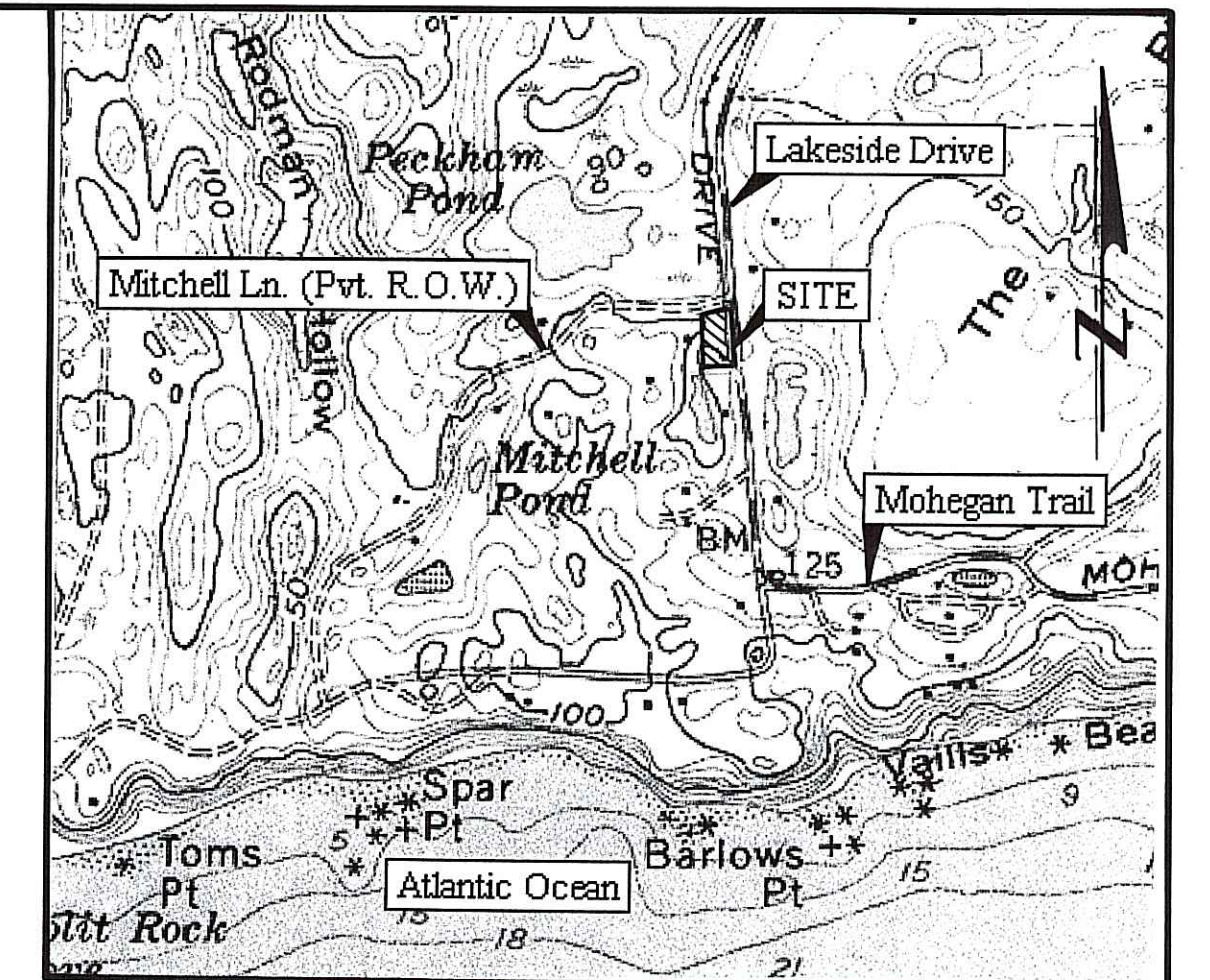 Rodman
Hollow
100
Peckham
Pond
DRIVE
Lakeside Drive
150
The
N
Mitchell Ln. (Pvt. R.O.W.)
SITE
Mitchell
Pond
Mohegan Trail
BM
125
MOH
50
100
Vaills
Bea
Spar
Pt
5
9
Toms
Pt
Barlows
Pt
15
Atlantic Ocean
15
lit Rock
18
21